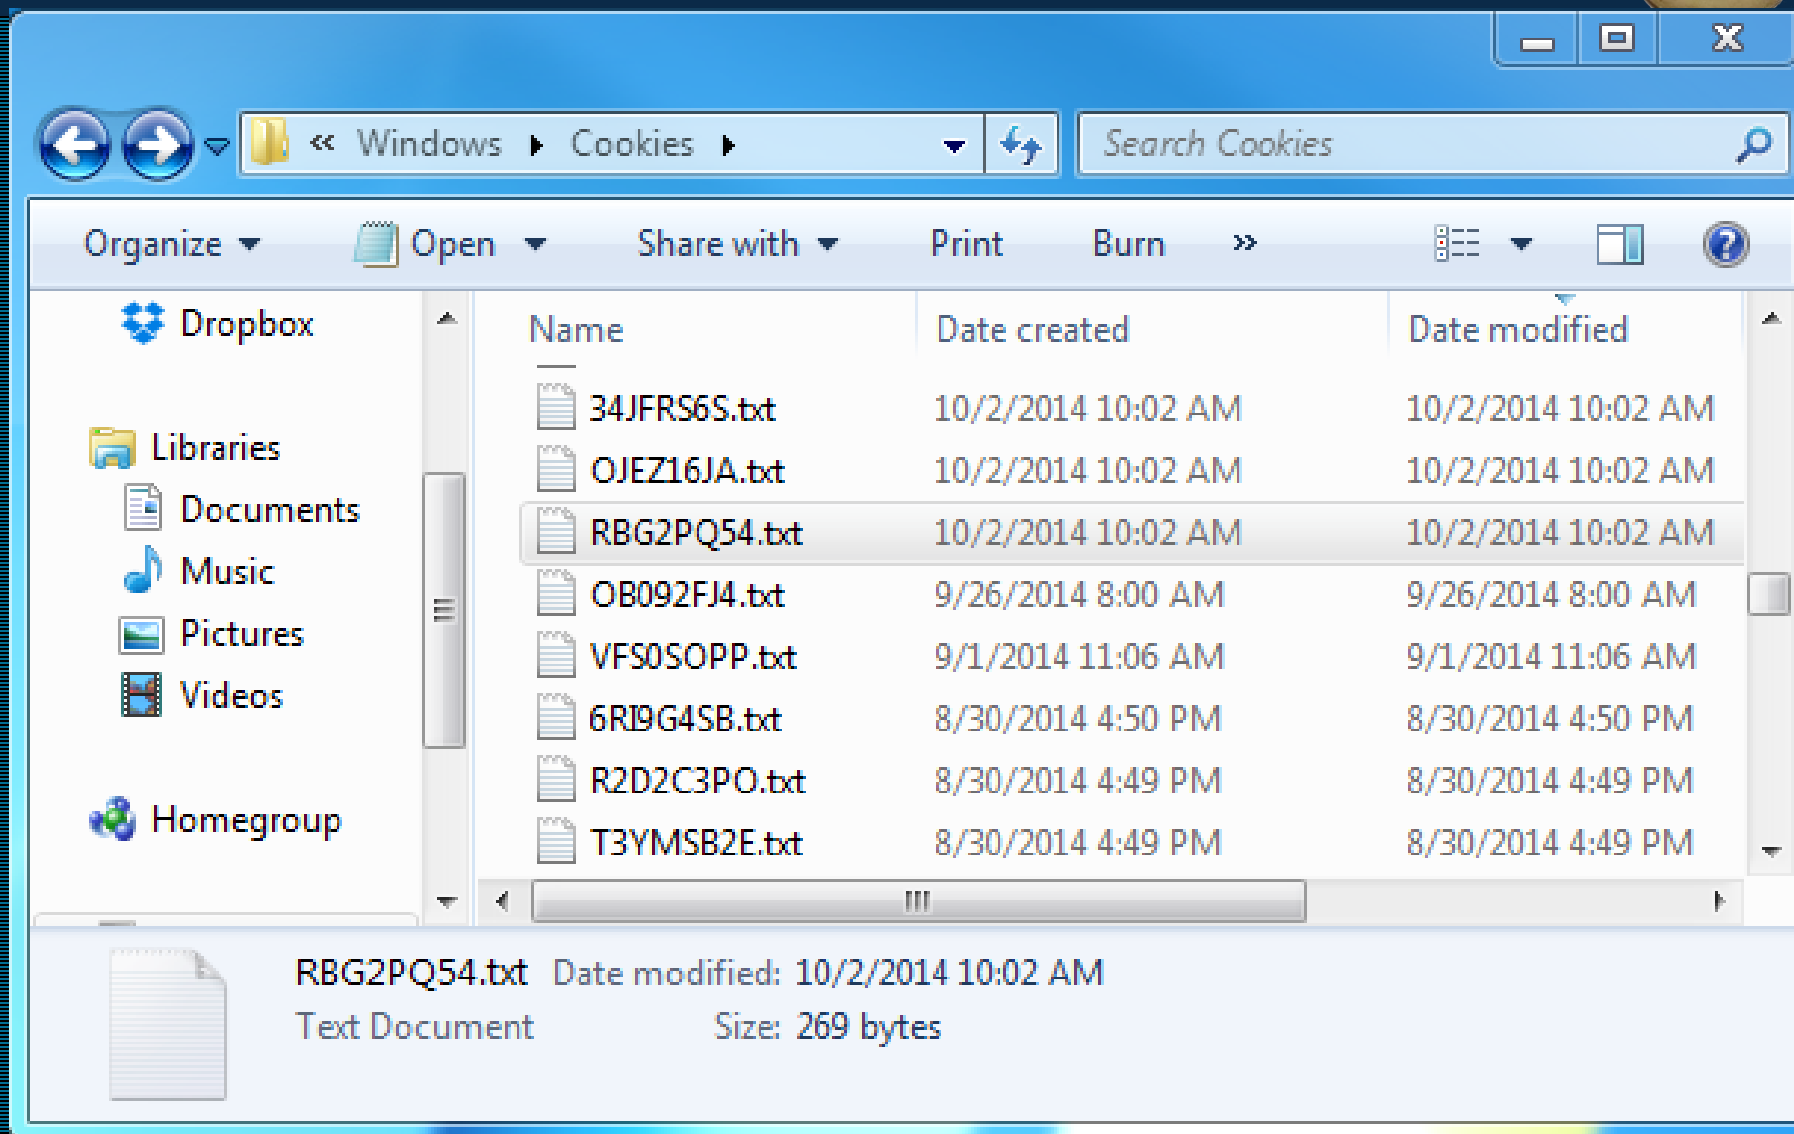 « Windows Cookies Search Cookies
Organize Open Share with Print Burn »
Dropbox
Libraries
Documents
Music
Pictures
Videos
Homegroup
Name Date created Date modified
34JFRS6S.txt 10/2/2014 10:02 AM 10/2/2014 10:02 AM
OJEZ16JA.txt 10/2/2014 10:02 AM 10/2/2014 10:02 AM
RBG2PQ54.txt 10/2/2014 10:02 AM 10/2/2014 10:02 AM
OB092FJ4.txt 9/26/2014 8:00 AM 9/26/2014 8:00 AM
VFS0SOPP.txt 9/1/2014 11:06 AM 9/1/2014 11:06 AM
6RI9G4SB.txt 8/30/2014 4:50 PM 8/30/2014 4:50 PM
R2D2C3PO.txt 8/30/2014 4:49 PM 8/30/2014 4:49 PM
T3YMSB2E.txt 8/30/2014 4:49 PM 8/30/2014 4:49 PM
RBG2PQ54.txt Date modified: 10/2/2014 10:02 AM
Text Document Size: 269 bytes